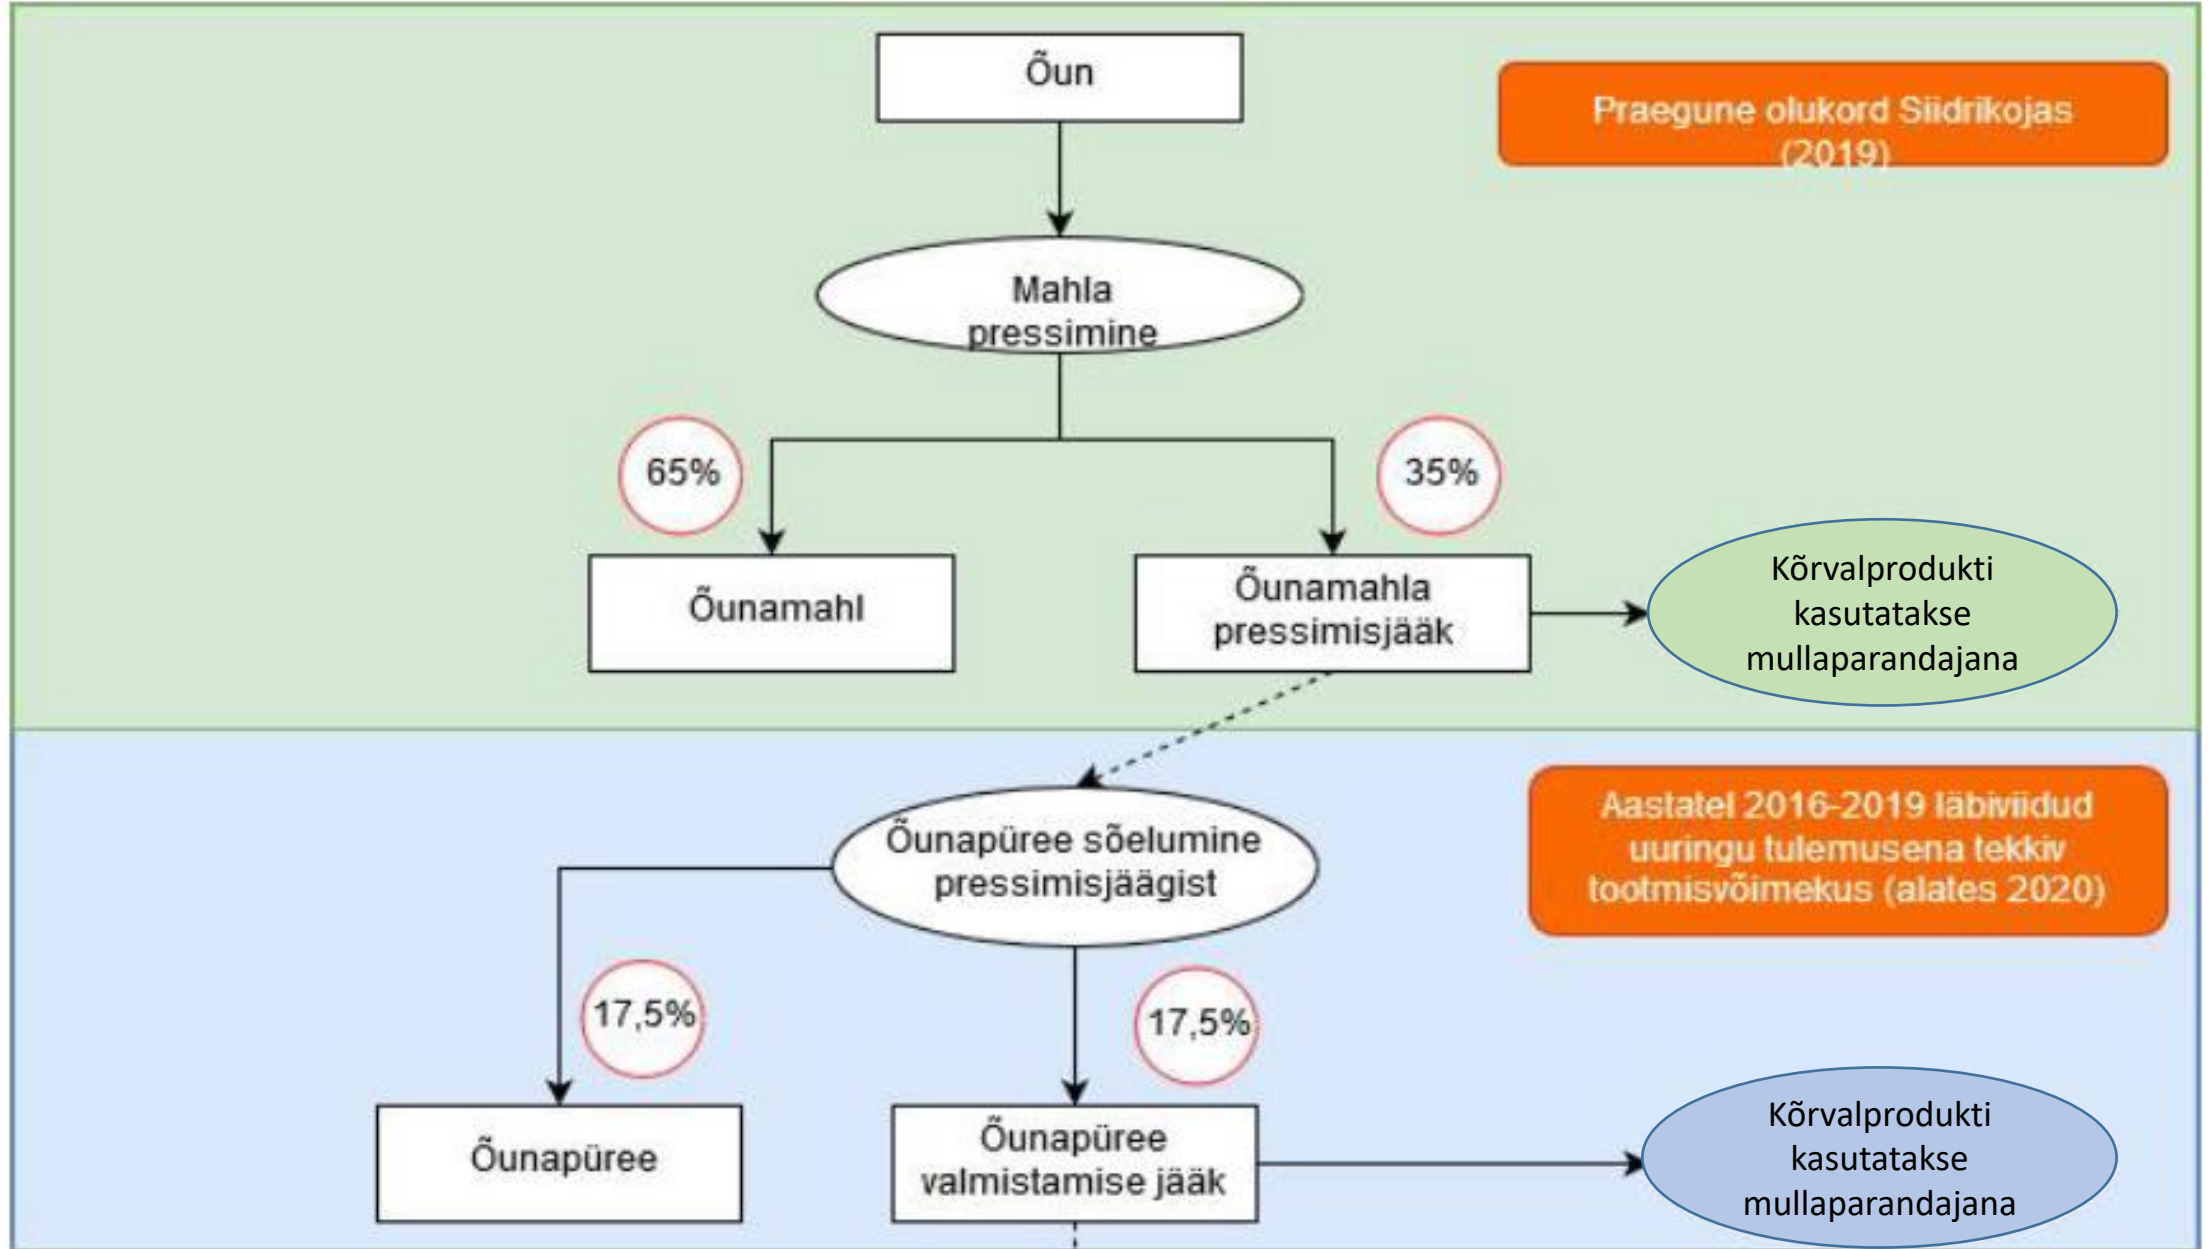 Õun
Praegune olukord Siidrikojas
(2019)
Mahla
pressimine
65%
35%
Õunamahl
Õunamahla
pressimisjääk
Kõrvalprodukti
kasutatakse
mullaparandajana
Õunapüree sõelumine
pressimisjäägist
Aastatel 2016-2019 läbiviidud
uuringu tulemusena tekkiv
tootmisvõimekus (alates 2020)
17,5%
17,5%
Õunapüree
Õunapüree
valmistamise jääk
Kõrvalprodukti
kasutatakse
mullaparandajana